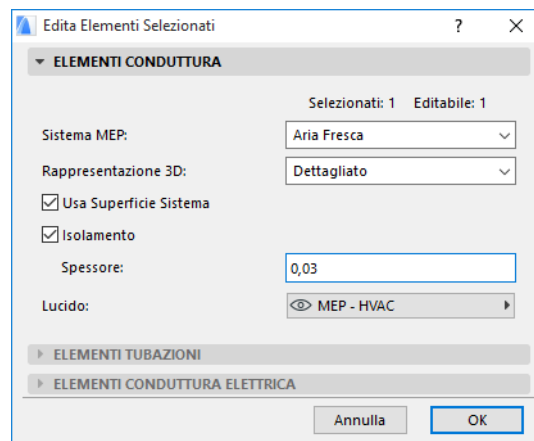 Edita Elementi Selezionati ? ×
ELEMENTI CONDUTTURA
Selezionati: 1 Editabile: 1
Sistema MEP: Aria Fresca
Rappresentazione 3D: Dettagliato
Usa Superficie Sistema
Isolamento
Spessore: 0,03
Lucido: MEP - HVAC
ELEMENTI TUBAZIONI
ELEMENTI CONDUTTURA ELETTRICA
Annulla OK